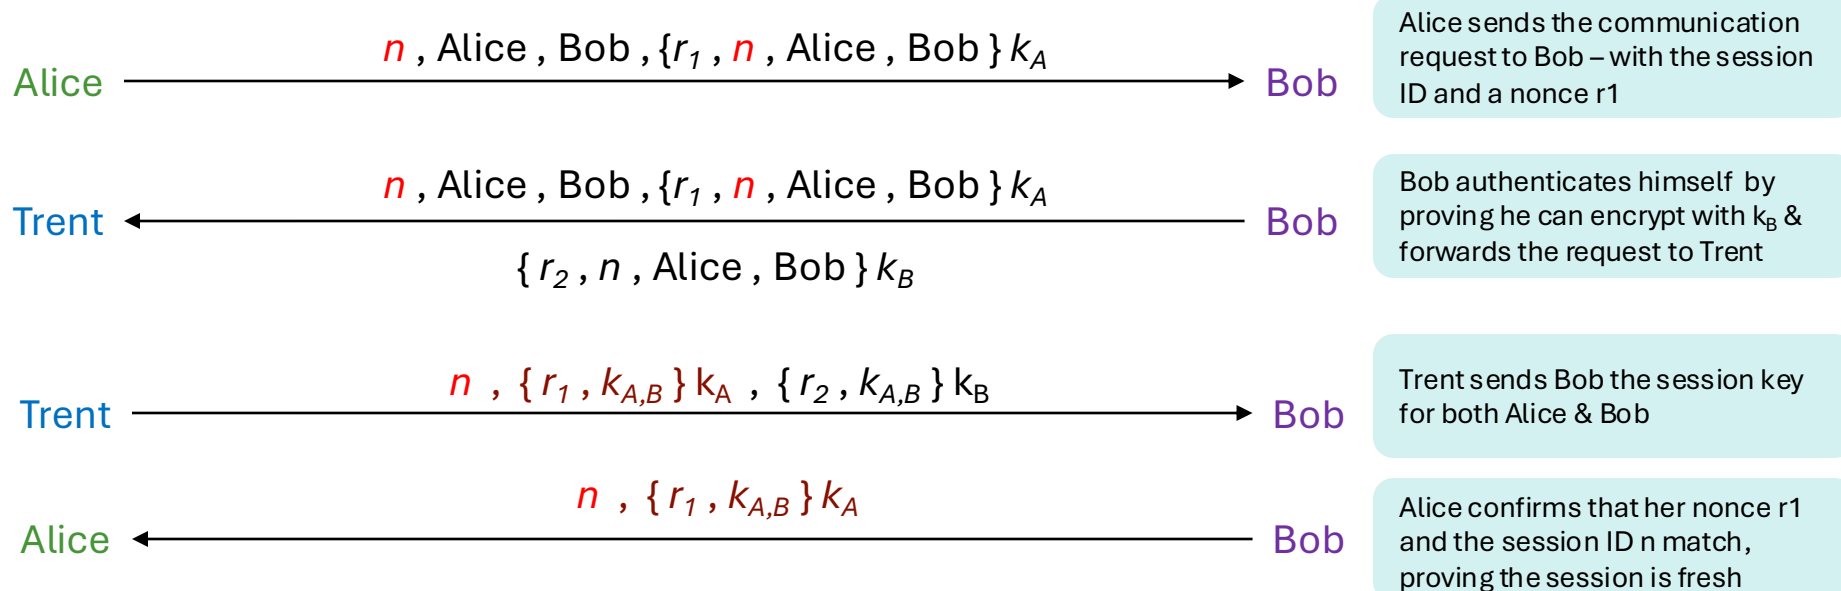 n , Alice , Bob , {r1 , n , Alice , Bob } kA
Alice
Bob
Alice sends the communication
request to Bob – with the session
ID and a nonce r1
n , Alice , Bob , {r1 , n , Alice , Bob } kA
Trent
Bob
{ r2 , n , Alice , Bob } kB
Bob authenticates himself by
proving he can encrypt with kB &
forwards the request to Trent
n , { r1 , kA,B } kA , { r2 , kA,B } kB
Trent
Bob
Trent sends Bob the session key
for both Alice & Bob
n , { r1 , kA,B } kA
Alice
Bob
Alice confirms that her nonce r1
and the session ID n match,
proving the session is fresh